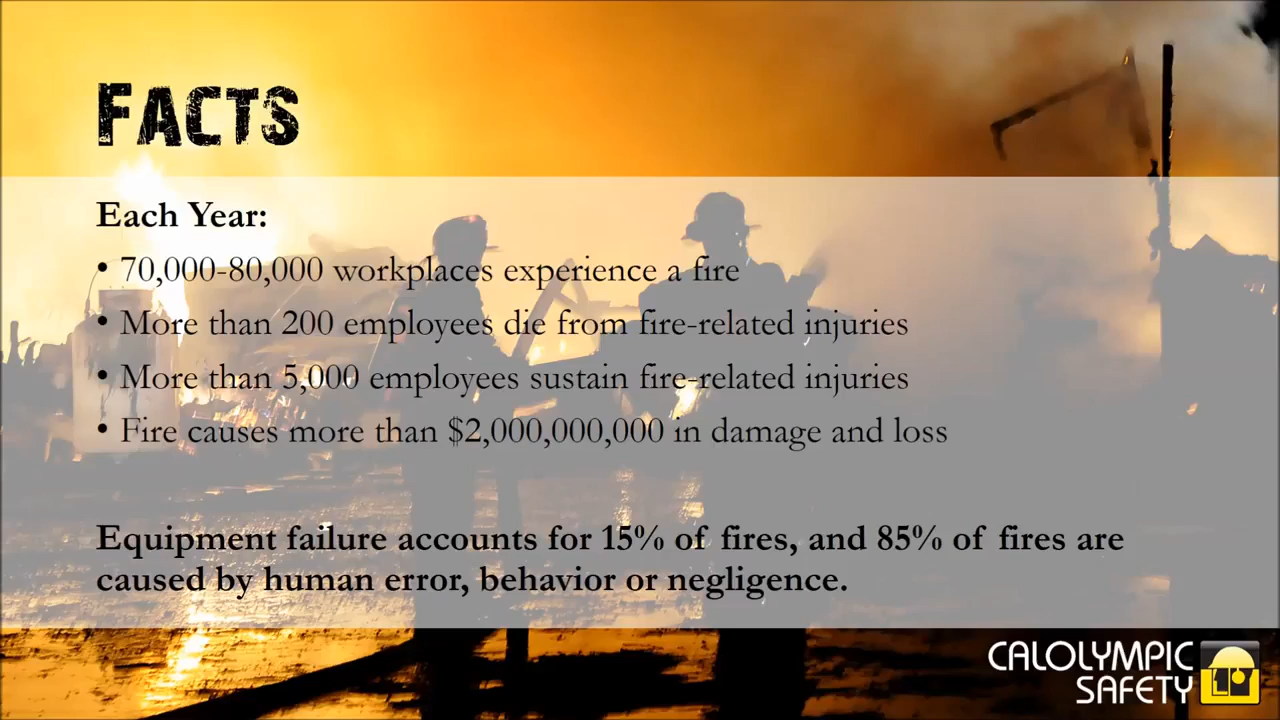 FACTS
Each Year:
• 70,000-80,000 workplaces experience a fire
• More than 200 employees die from fire-related injuries
• More than 5,000 employees sustain fire-related injuries
• Fire causes more than $2,000,000,000 in damage and loss
Equipment failure accounts for 15% of fires, and 85% of fires are
caused by human error, behavior or negligence.
CALOLYMPIC
SAFETY